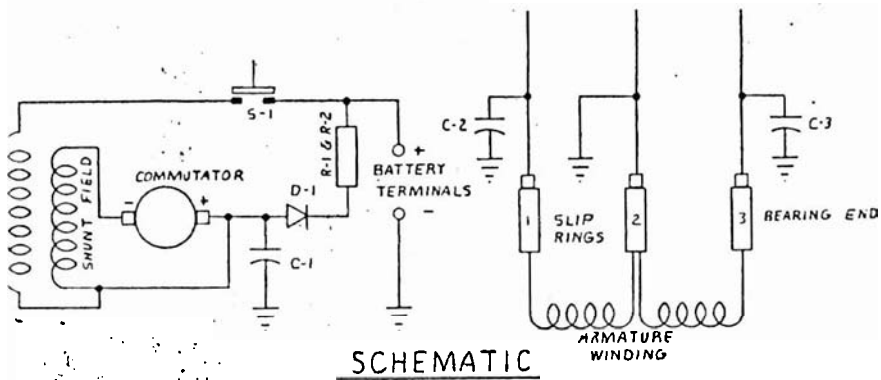 S-1
C-2
C-3
R-1 & R-2
+
BATTERY
TERMINALS
-
COMMUTATOR
- +
D-1
SHUNT FIELD
C-1
1 SLIP
RINGS 2 3 BEARING END
ARMATURE
WINDING
SCHEMATIC